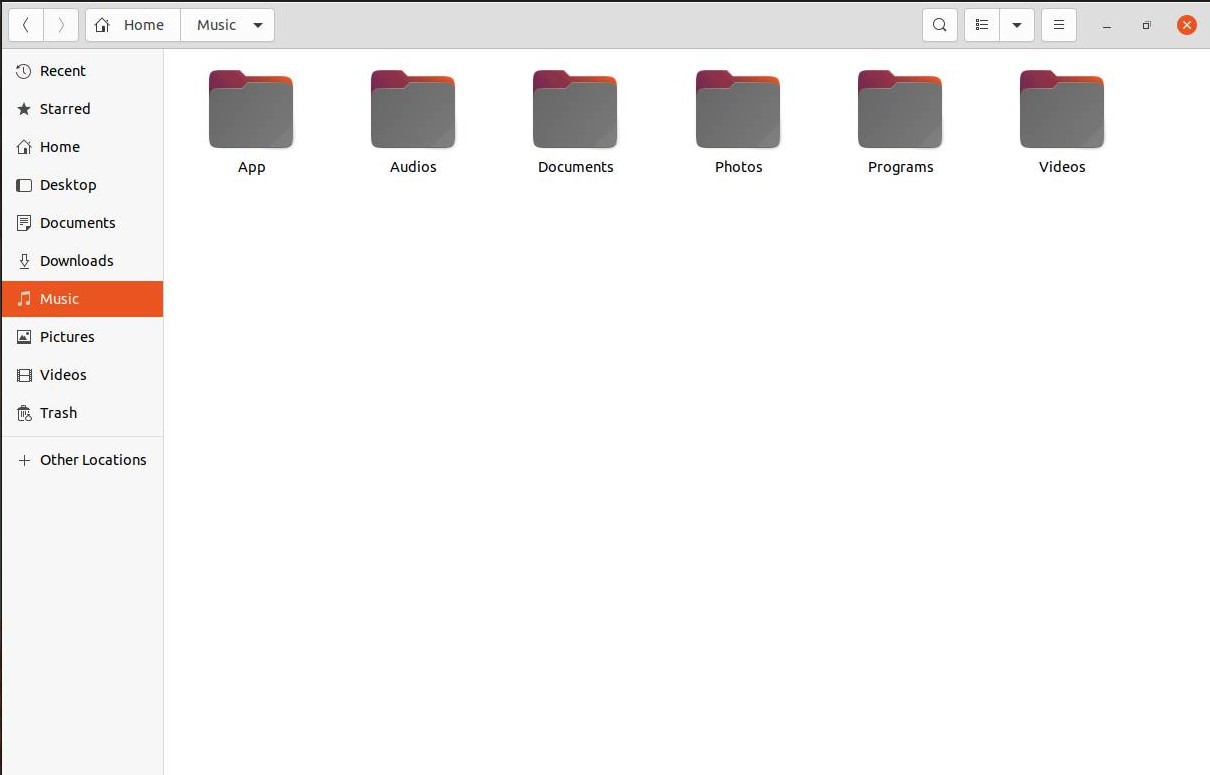 Home Music
Recent
Starred
Home
Desktop
Documents
Downloads
Music
Pictures
Videos
Trash
Other Locations
App Audios Documents Photos Programs Videos